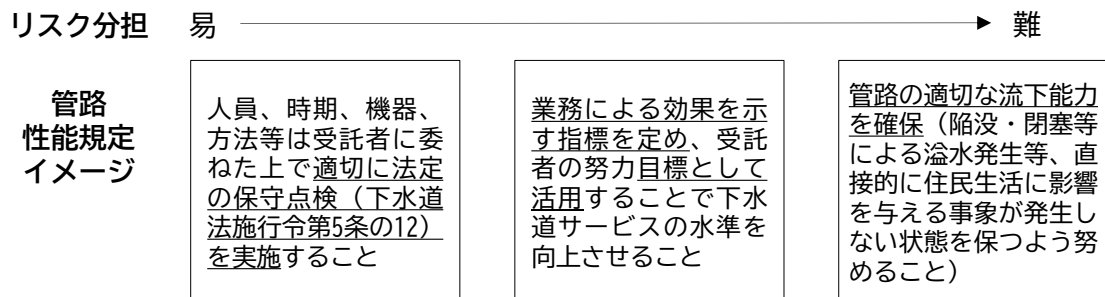 リスク分担 易 難
管路
性能規定
イメージ
人員、時期、機器、
方法等は受託者に委
ねた上で適切に法定
の保守点検（下水道
法施行令第5条の12）
を実施すること
業務による効果を示
す指標を定め、受託
者の努力目標として
活用することで下水
道サービスの水準を
向上させること
管路の適切な流下能力
を確保（陥没・閉塞等
による溢水発生等、直
接的に住民生活に影響
を与える事象が発生し
ない状態を保つよう努
めること）